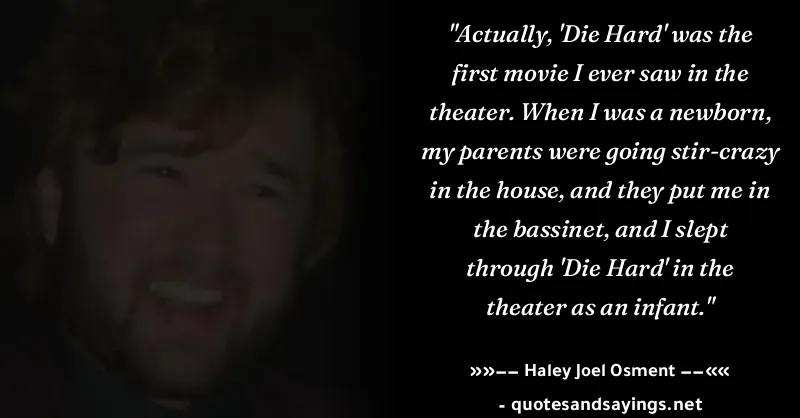 "Actually, 'Die Hard' was the
first movie I ever saw in the
theater. When I was a newborn,
my parents were going stir-crazy
in the house, and they put me in
the bassinet, and I slept
through 'Die Hard' in the
theater as an infant."
»»−− Haley Joel Osment −−««
- quotesandsayings.net